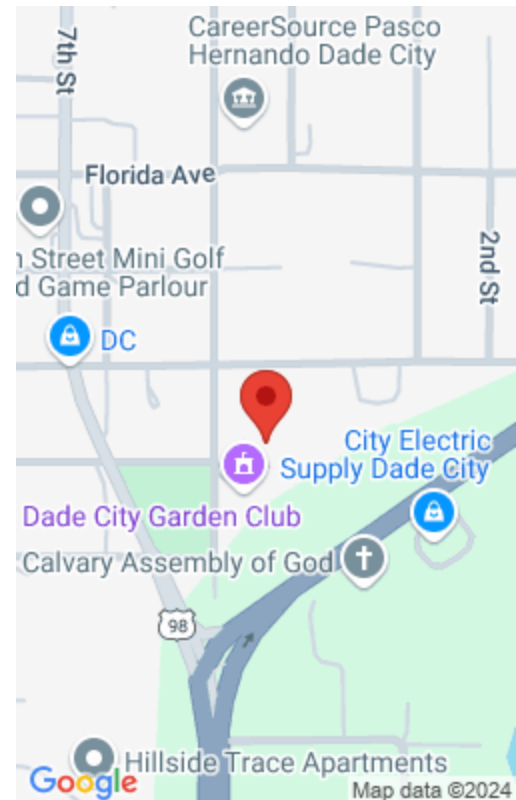 7th St
CareerSource Pasco
Hernando Dade City
Florida Ave
Street Mini Golf
Game Parlour
2nd St
DC
City Electric
Supply Dade City
Dade City Garden Club
Calvary Assembly of God
98
Hillside Trace Apartments
Google
Map data ©2024